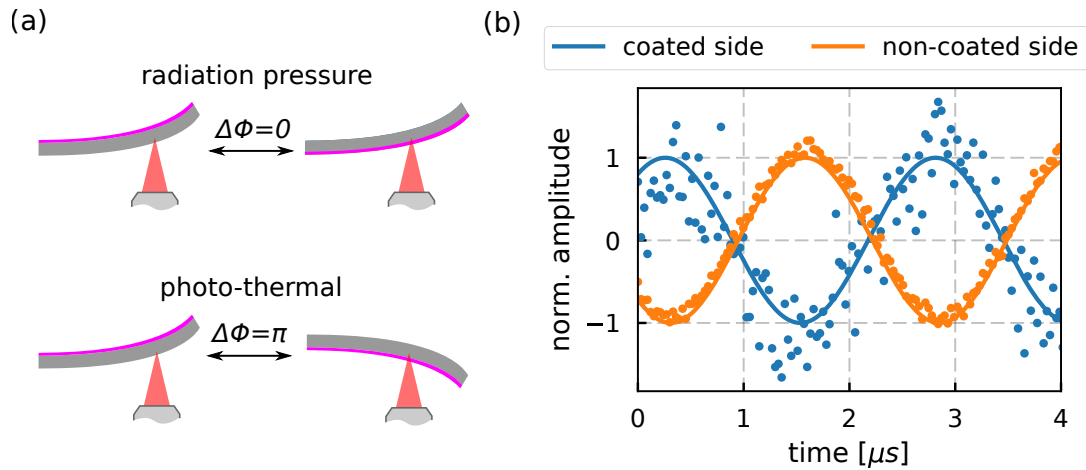 (a)
radiation pressure
ΔΦ=0
photo-thermal
ΔΦ=π
(b)
coated side
non-coated side
norm. amplitude
1
0
−1
0 1 2 3 4
time [μs]